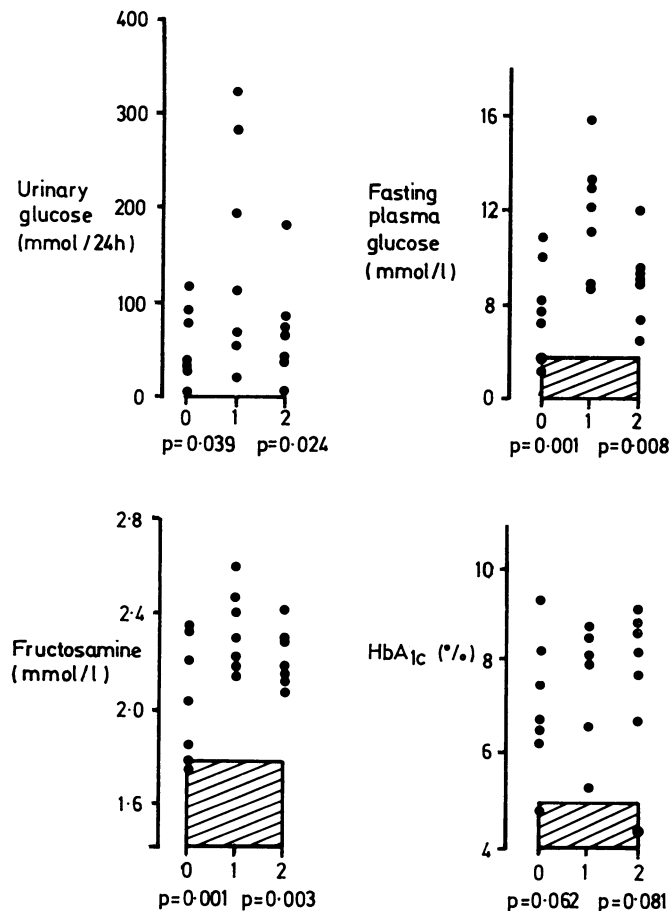 400
300
200
100
0
Urinary
glucose
(mmol/24h)
0 1 2
p=0·039 p=0·024
16
12
8
0
Fasting
plasma
glucose
(mmol/l)
0 1 2
p=0·001 p=0·008
2·8
2·4
2·0
1·6
Fructosamine
(mmol/l)
0 1 2
p=0·001 p=0·003
10
8
6
4
HbA1c (%)
0 1 2
p=0·062 p=0·081